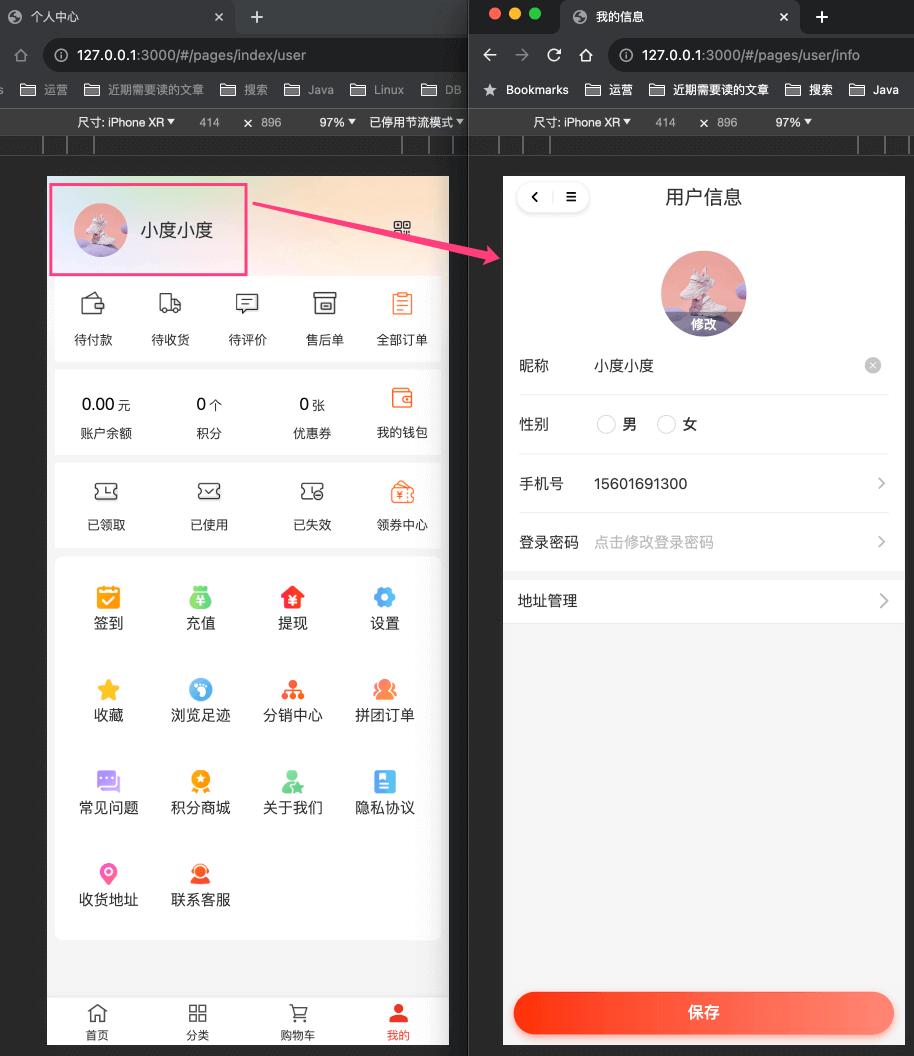 个人中心
127.0.0.1:3000/#/pages/index/user
运营 近期需要读的文章 搜索 Java Linux DB
尺寸: iPhone XR 414 × 896 97% 已停用节流模式
小度小度
待付款 待收货 待评价 售后单 全部订单
0.00 元 0 个 0 张
账户余额 积分 优惠券 我的钱包
已领取 已使用 已失效 领券中心
签到 充值 提现 设置
收藏 浏览足迹 分销中心 拼团订单
常见问题 积分商城 关于我们 隐私协议
收货地址 联系客服
首页 分类 购物车 我的
我的信息
127.0.0.1:3000/#/pages/user/info
Bookmarks 运营 近期需要读的文章 搜索 Java
尺寸: iPhone XR 414 × 896 97%
用户信息
修改
昵称 小度小度
性别 男 女
手机号 15601691300
登录密码 点击修改登录密码
地址管理
保存